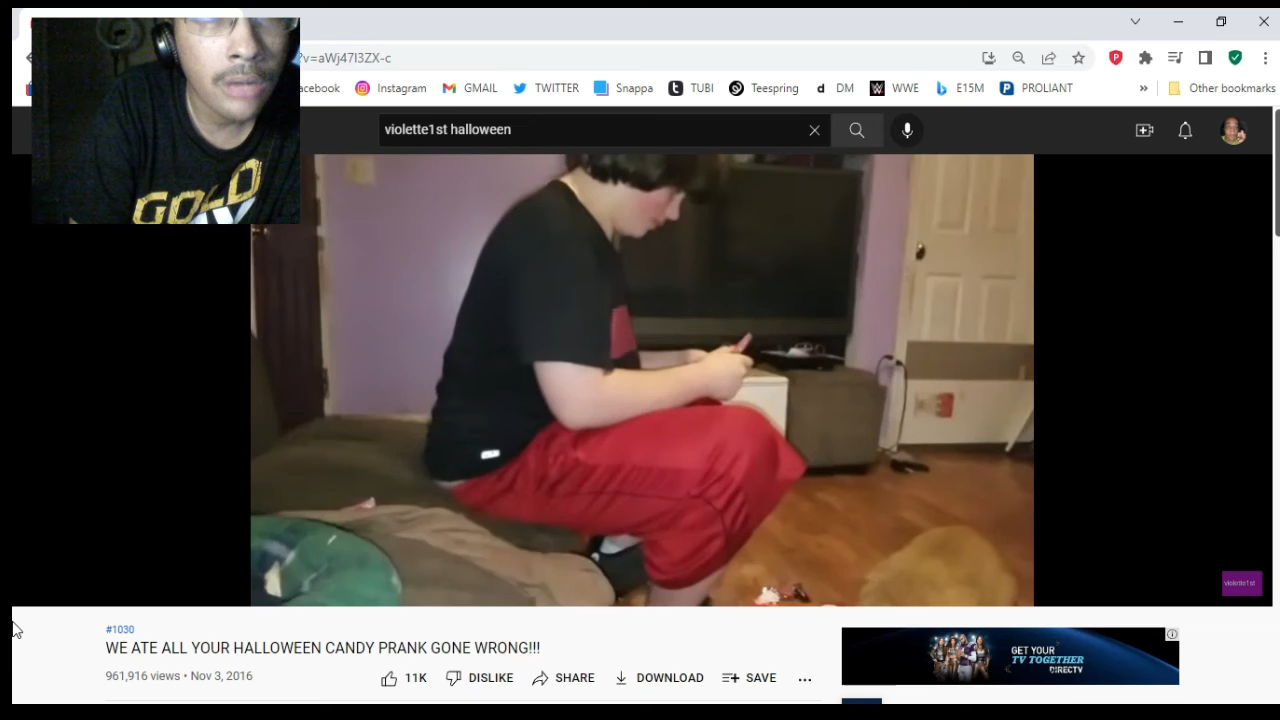 ?v=aWj47I3ZX-c
acebook Instagram GMAIL TWITTER Snappa TUBI Teespring DM WWE E15M PROLIANT » Other bookmarks
violette1st halloween
GOLD
violette1st
#1030
WE ATE ALL YOUR HALLOWEEN CANDY PRANK GONE WRONG!!!
961,916 views • Nov 3, 2016
11K DISLIKE SHARE DOWNLOAD SAVE ...
GET YOUR
TV TOGETHER
DIRECTV